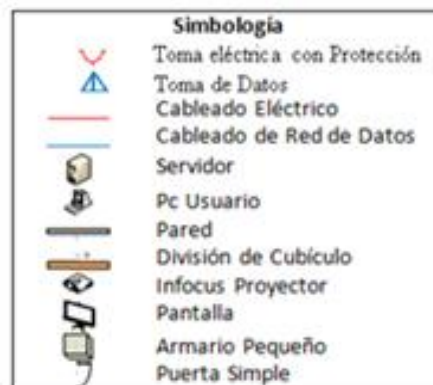 Simbología
Toma eléctrica con Protección
Toma de Datos
Cableado Eléctrico
Cableado de Red de Datos
Servidor
Pc Usuario
Pared
División de Cubículo
Infocus Proyector
Pantalla
Armario Pequeño
Puerta Simple